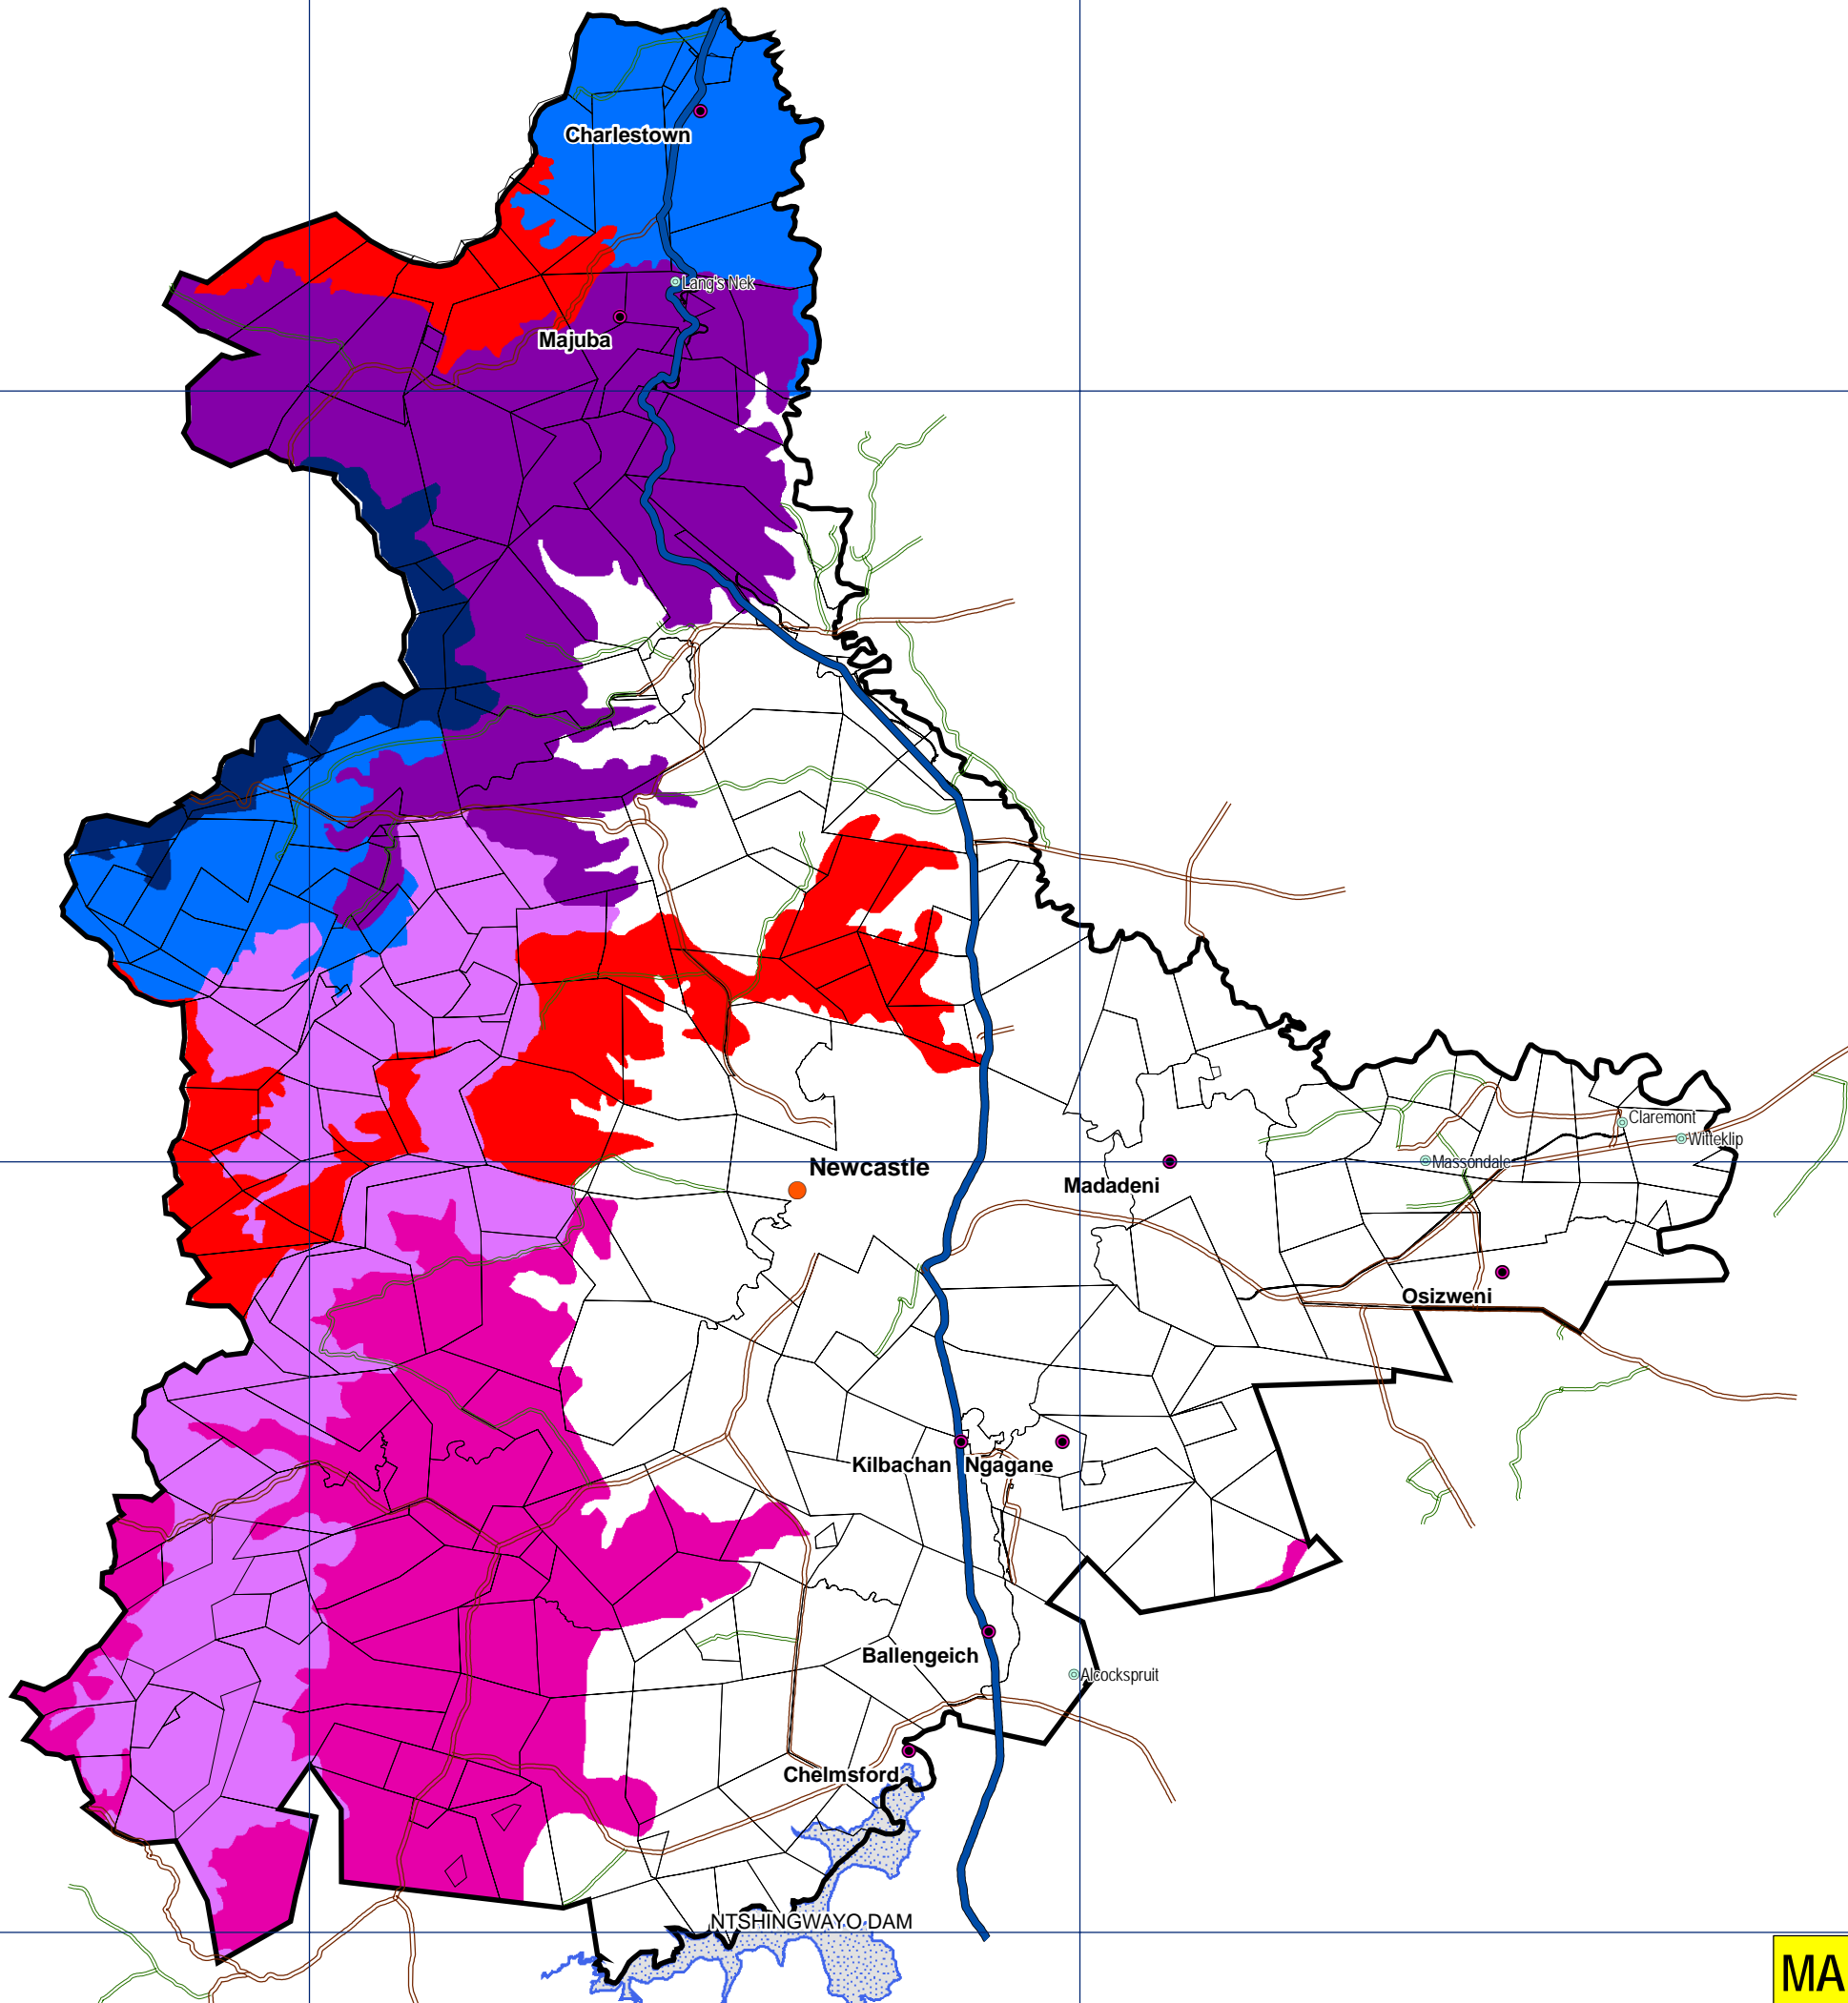 Charlestown
Lang's Nek
Majuba
Claremont
Witteklip
Massondale
Newcastle
Madadeni
Osizweni
Kilbachan
Ngagane
Ballengeich
Alcockspruit
Chelmsford
NTSHINGWAYO DAM
MA